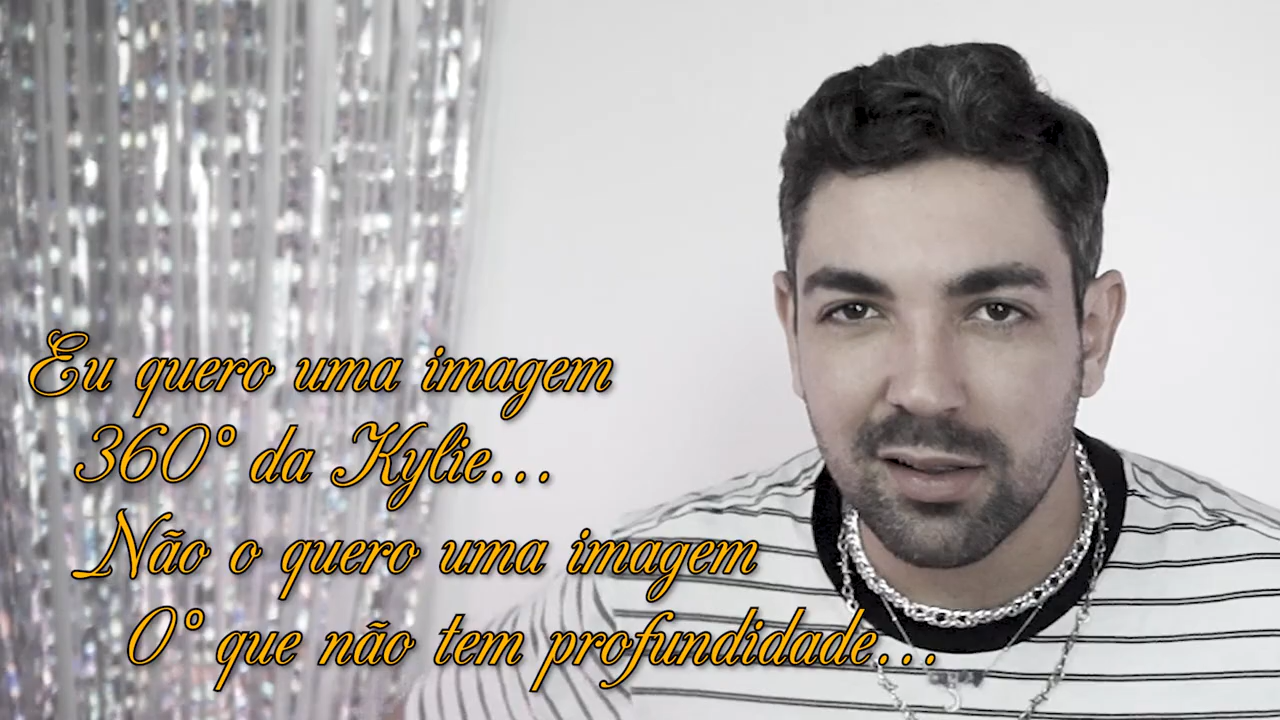 Eu quero uma imagem
360° da Kylie...
Não o quero uma imagem
0° que não tem profundidade...